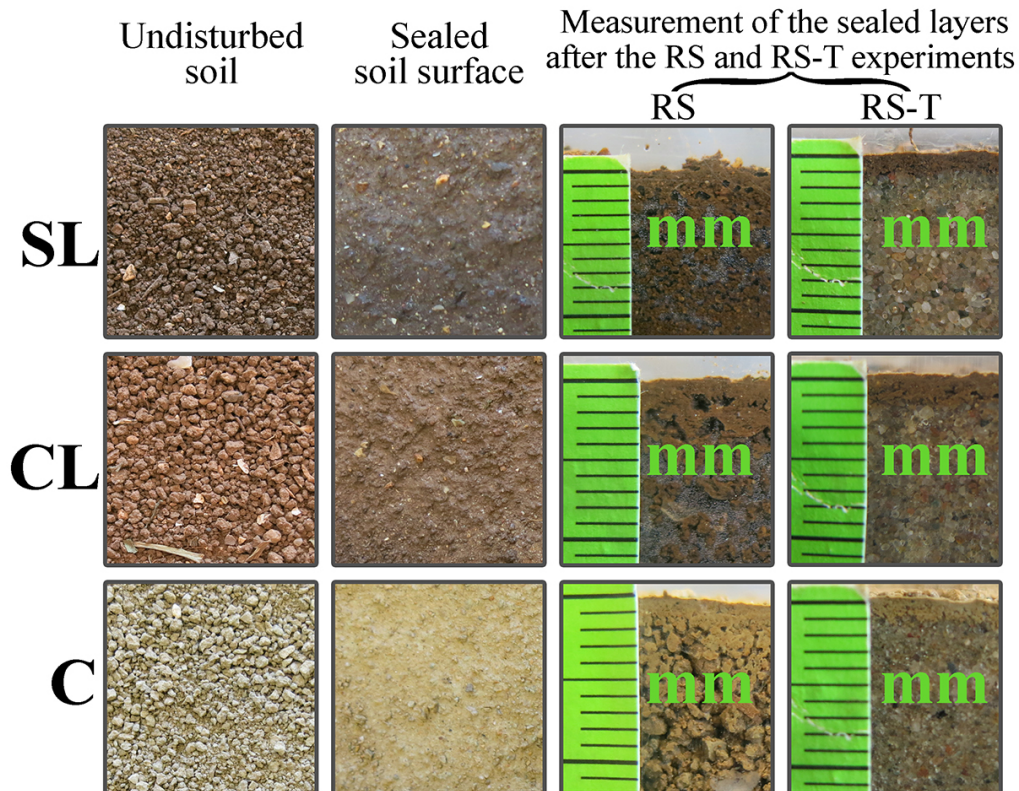 Undisturbed
soil
Sealed
soil surface
Measurement of the sealed layers
after the RS and RS-T experiments
RS
RS-T
SL
mm
mm
CL
mm
mm
C
mm
mm